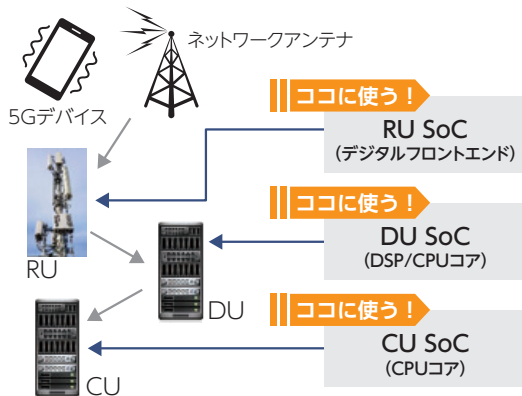 ネットワークアンテナ
5Gデバイス
ココに使う！
RU SoC
(デジタルフロントエンド)
RU
ココに使う！
DU SoC
(DSP/CPUコア)
DU
ココに使う！
CU SoC
(CPUコア)
CU